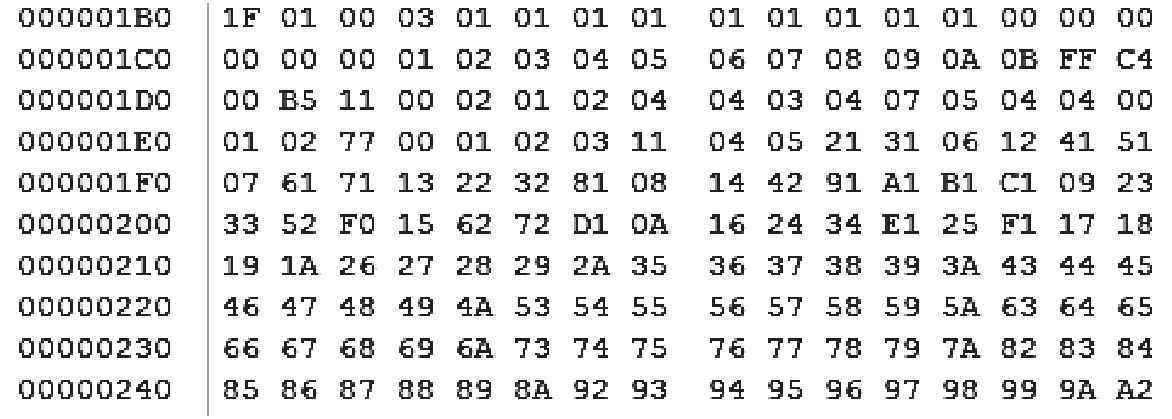 000001B0 1F 01 00 03 01 01 01 01 01 01 01 01 01 00 00 00
000001C0 00 00 00 01 02 03 04 05 06 07 08 09 0A 0B FF C4
000001D0 00 B5 11 00 02 01 02 04 04 03 04 07 05 04 04 00
000001E0 01 02 77 00 01 02 03 11 04 05 21 31 06 12 41 51
000001F0 07 61 71 13 22 32 81 08 14 42 91 A1 B1 C1 09 23
00000200 33 52 F0 15 62 72 D1 0A 16 24 34 E1 25 F1 17 18
00000210 19 1A 26 27 28 29 2A 35 36 37 38 39 3A 43 44 45
00000220 46 47 48 49 4A 53 54 55 56 57 58 59 5A 63 64 65
00000230 66 67 68 69 6A 73 74 75 76 77 78 79 7A 82 83 84
00000240 85 86 87 88 89 8A 92 93 94 95 96 97 98 99 9A A2